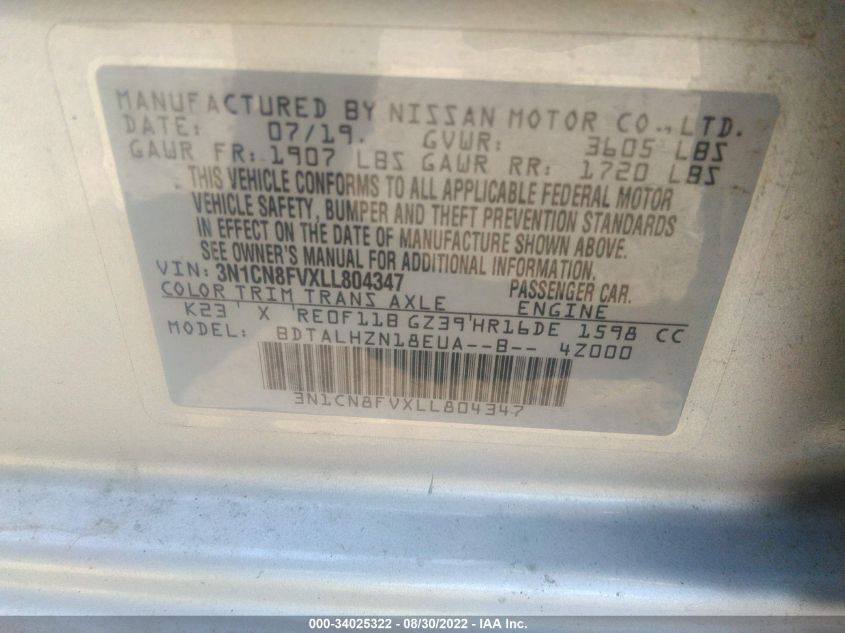 MANUFACTURED BY NISSAN MOTOR CO., LTD.
DATE: 07/19. GVWR: 3605 LBS
GAWR FR: 1907 LBS GAWR RR: 1720 LBS
THIS VEHICLE CONFORMS TO ALL APPLICABLE FEDERAL MOTOR
VEHICLE SAFETY, BUMPER AND THEFT PREVENTION STANDARDS
IN EFFECT ON THE DATE OF MANUFACTURE SHOWN ABOVE.
SEE OWNER'S MANUAL FOR ADDITIONAL INFORMATION.
VIN: 3N1CN8FVXLL804347 PASSENGER CAR.
COLOR TRIM TRANS AXLE ENGINE
K23' X 'RE0F11B GZ39'HR16DE 1598 CC
MODEL: BDTALHZN18EUA--B-- 4Z000
3N1CN8FVXLL804347
000-34025322 - 08/30/2022 - IAA Inc.